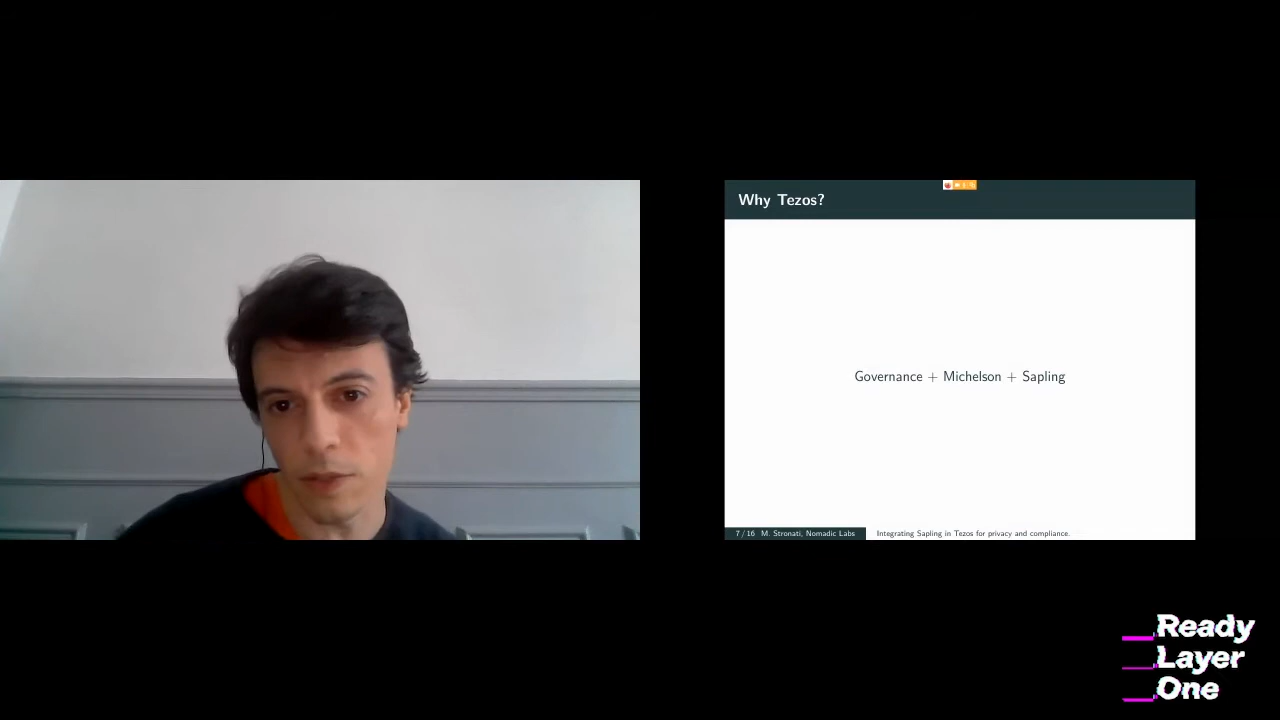 Why Tezos?
Governance + Michelson + Sapling
7 / 16 M. Stronati, Nomadic Labs Integrating Sapling in Tezos for privacy and compliance.
Ready
Layer
One